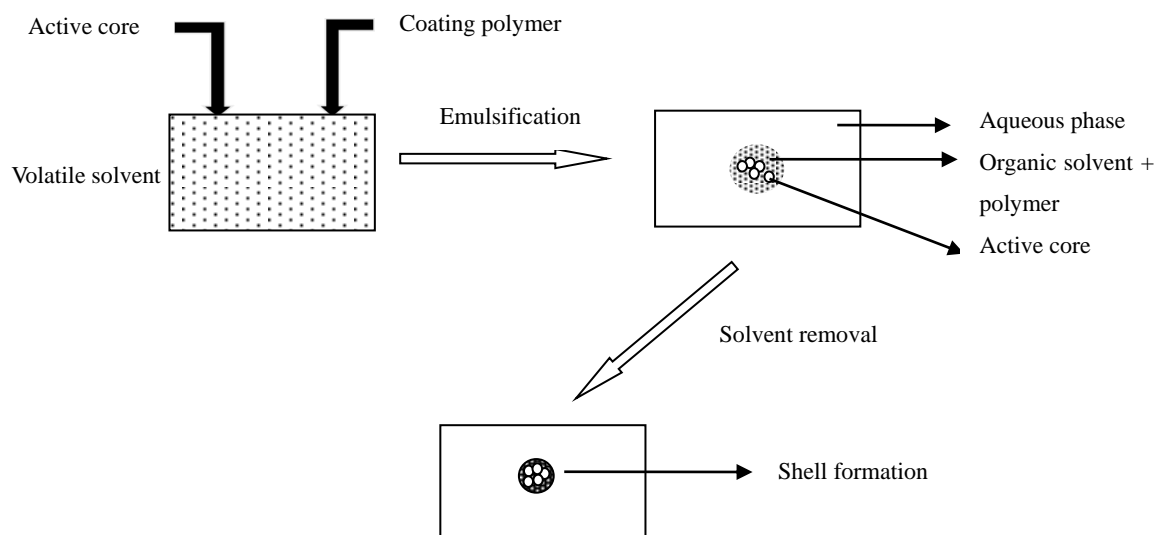 Active core
Coating polymer
Volatile solvent
Emulsification
Aqueous phase
Organic solvent +
polymer
Active core
Solvent removal
Shell formation